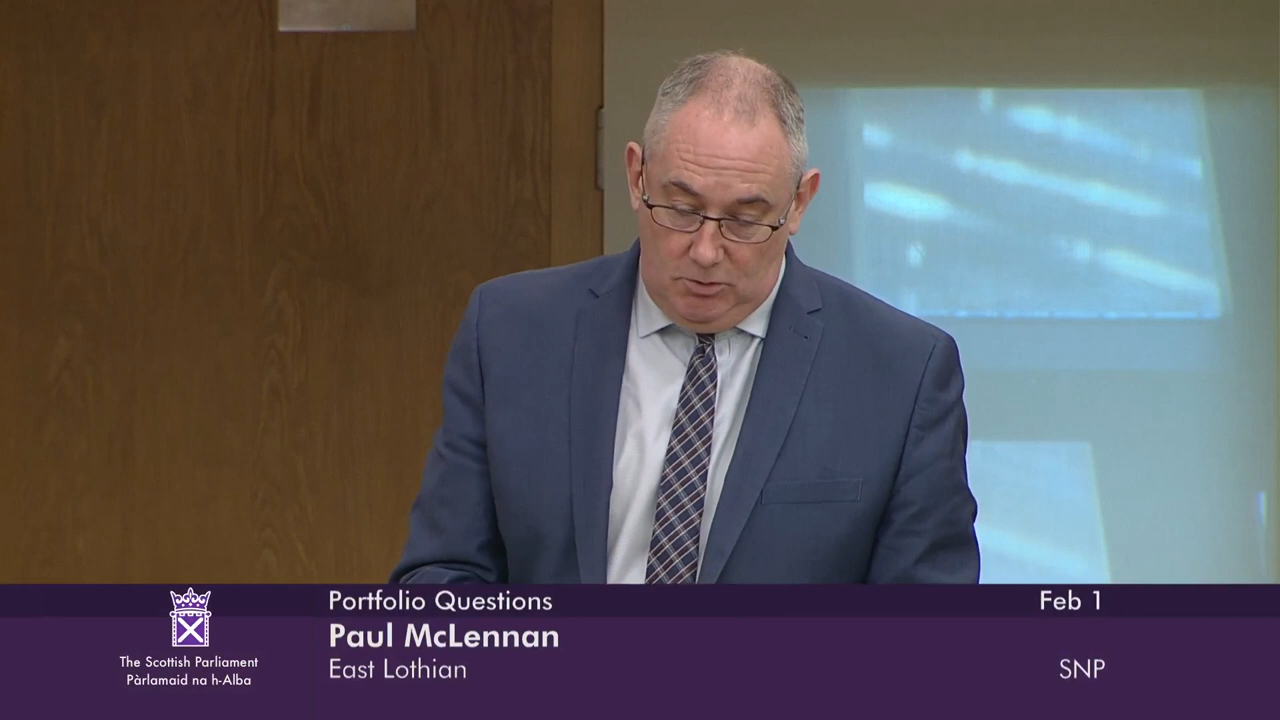 Portfolio Questions
Feb 1
Paul McLennan
East Lothian
SNP
The Scottish Parliament
Pàrlamaid na h-Alba